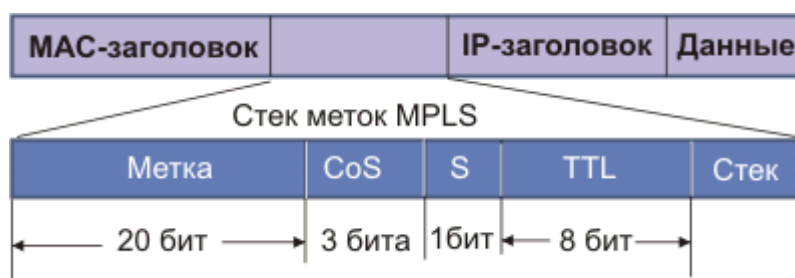 MAC-заголовок IP-заголовок Данные
Стек меток MPLS
Метка CoS S TTL Стек
20 бит 3 бита 1бит 8 бит